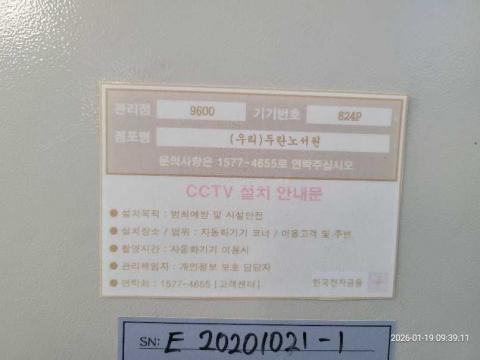 관리점 9600 기기번호 824P
점포명 (우리)두란노서원
문의사항은 1577-4655로 연락주십시오
CCTV 설치 안내문
● 설치목적 : 범죄예방 및 시설안전
● 설치장소 / 범위 : 자동화기기 코너 / 이용고객 및 주변
● 촬영시간 : 자동화기기 이용시
● 관리책임자 : 개인정보 보호 담당자
● 연락처 : 1577-4655 [고객센터]
한국전자금융
SN: E 20201021-1
2026-01-19 09:39:11